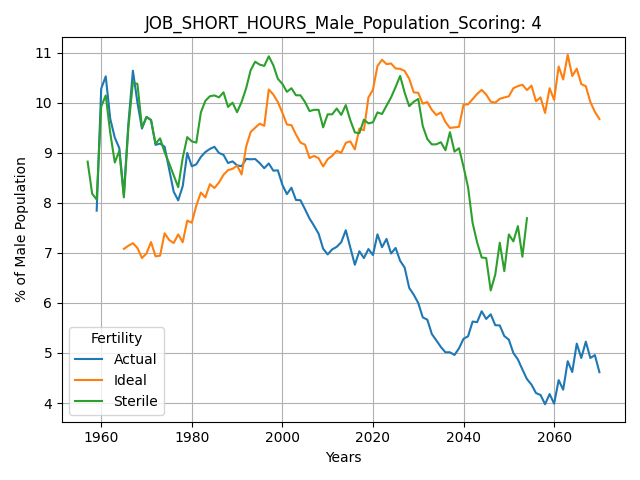 JOB_SHORT_HOURS_Male_Population_Scoring: 4
11
10
9
8
7
6
5
4
% of Male Population
Fertility
Actual
Ideal
Sterile
1960
1980
2000
2020
2040
2060
Years